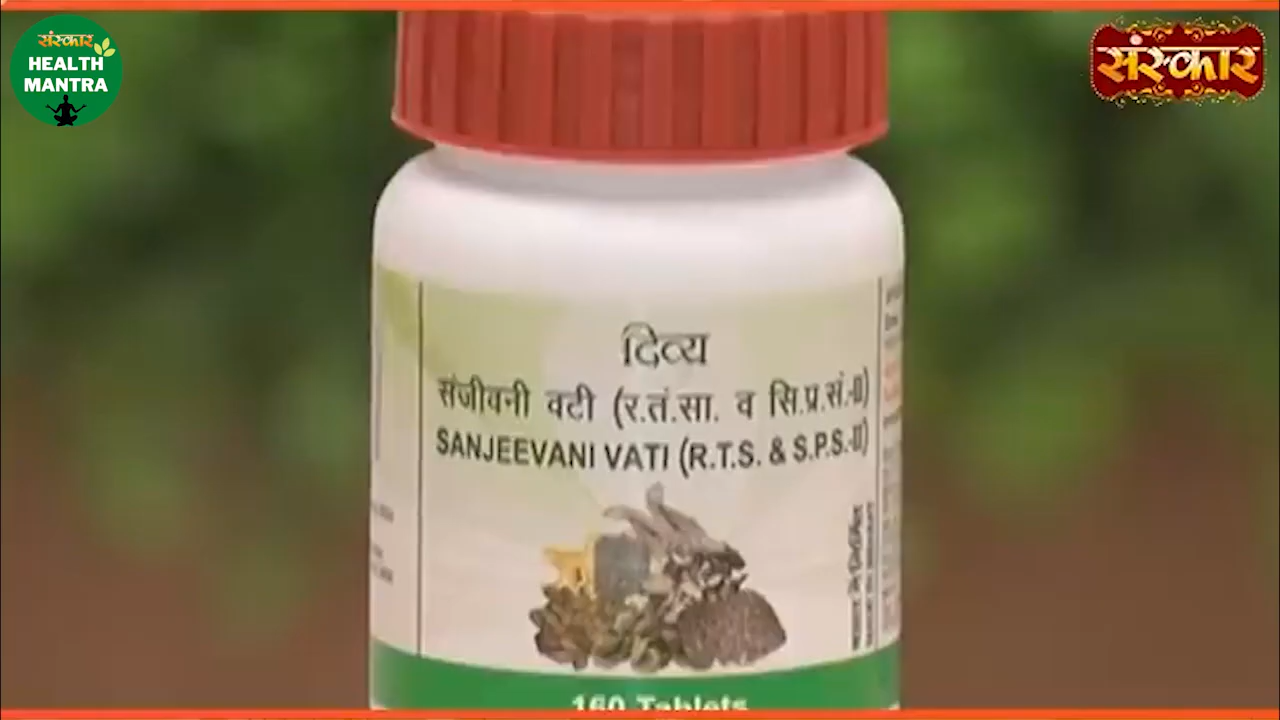 संस्कार
HEALTH
MANTRA
संस्कार
दिव्य
संजीवनी वटी (र.तं.सा. व सि.प्र.सं.-II)
SANJEEVANI VATI (R.T.S. & S.P.S.-II)
160 Tablets